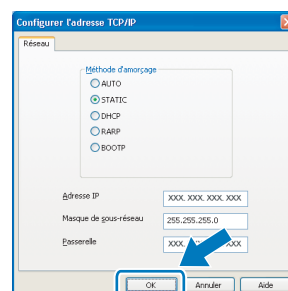 Configurer l'adresse TCP/IP
Réseau
Méthode d'amorçage
AUTO
STATIC
DHCP
RARP
BOOTP
Adresse IP XXX. XXX. XXX. XXX
Masque de sous-réseau 255.255.255.0
Passerelle XXX.
OK Annuler Aide